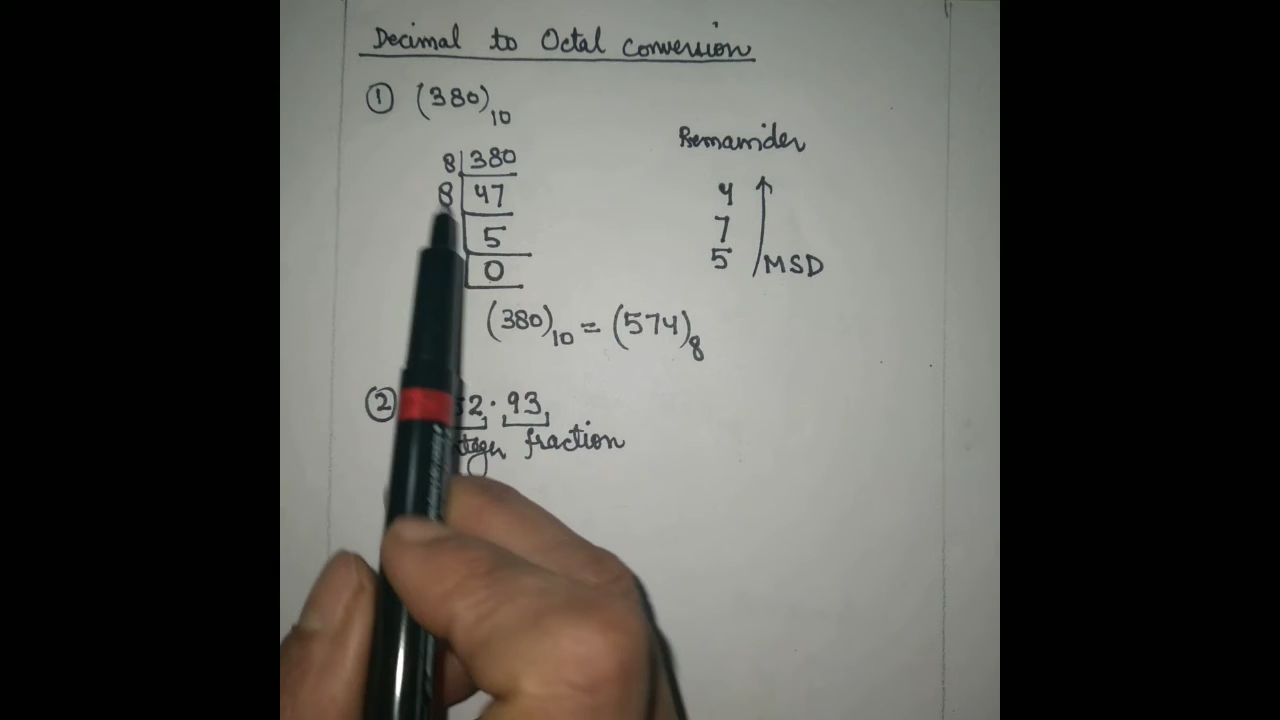 Decimal to Octal Conversion
① (380)10
Remainder
8 380
8 47 4
5 7
0 5 MSD
(380)10 = (574)8
② 2 . 93
fraction